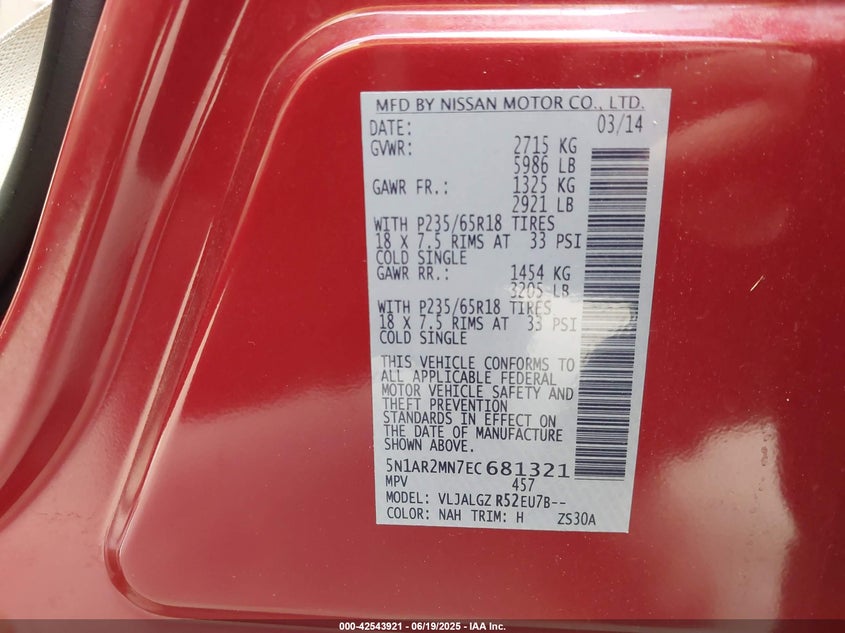 MFD BY NISSAN MOTOR CO., LTD.
DATE: 03/14
GVWR: 2715 KG
5986 LB
GAWR FR.: 1325 KG
2921 LB
WITH P235/65R18 TIRES
18 X 7.5 RIMS AT 33 PSI
COLD SINGLE
GAWR RR.: 1454 KG
3205 LB
WITH P235/65R18 TIRES
18 X 7.5 RIMS AT 33 PSI
COLD SINGLE
THIS VEHICLE CONFORMS TO
ALL APPLICABLE FEDERAL
MOTOR VEHICLE SAFETY AND
THEFT PREVENTION
STANDARDS IN EFFECT ON
THE DATE OF MANUFACTURE
SHOWN ABOVE.
5N1AR2MN7EC681321
MPV 457
MODEL: VLJALGZ R52EU7B--
COLOR: NAH TRIM: H ZS30A
000-42543921 - 06/19/2025 - IAA Inc.